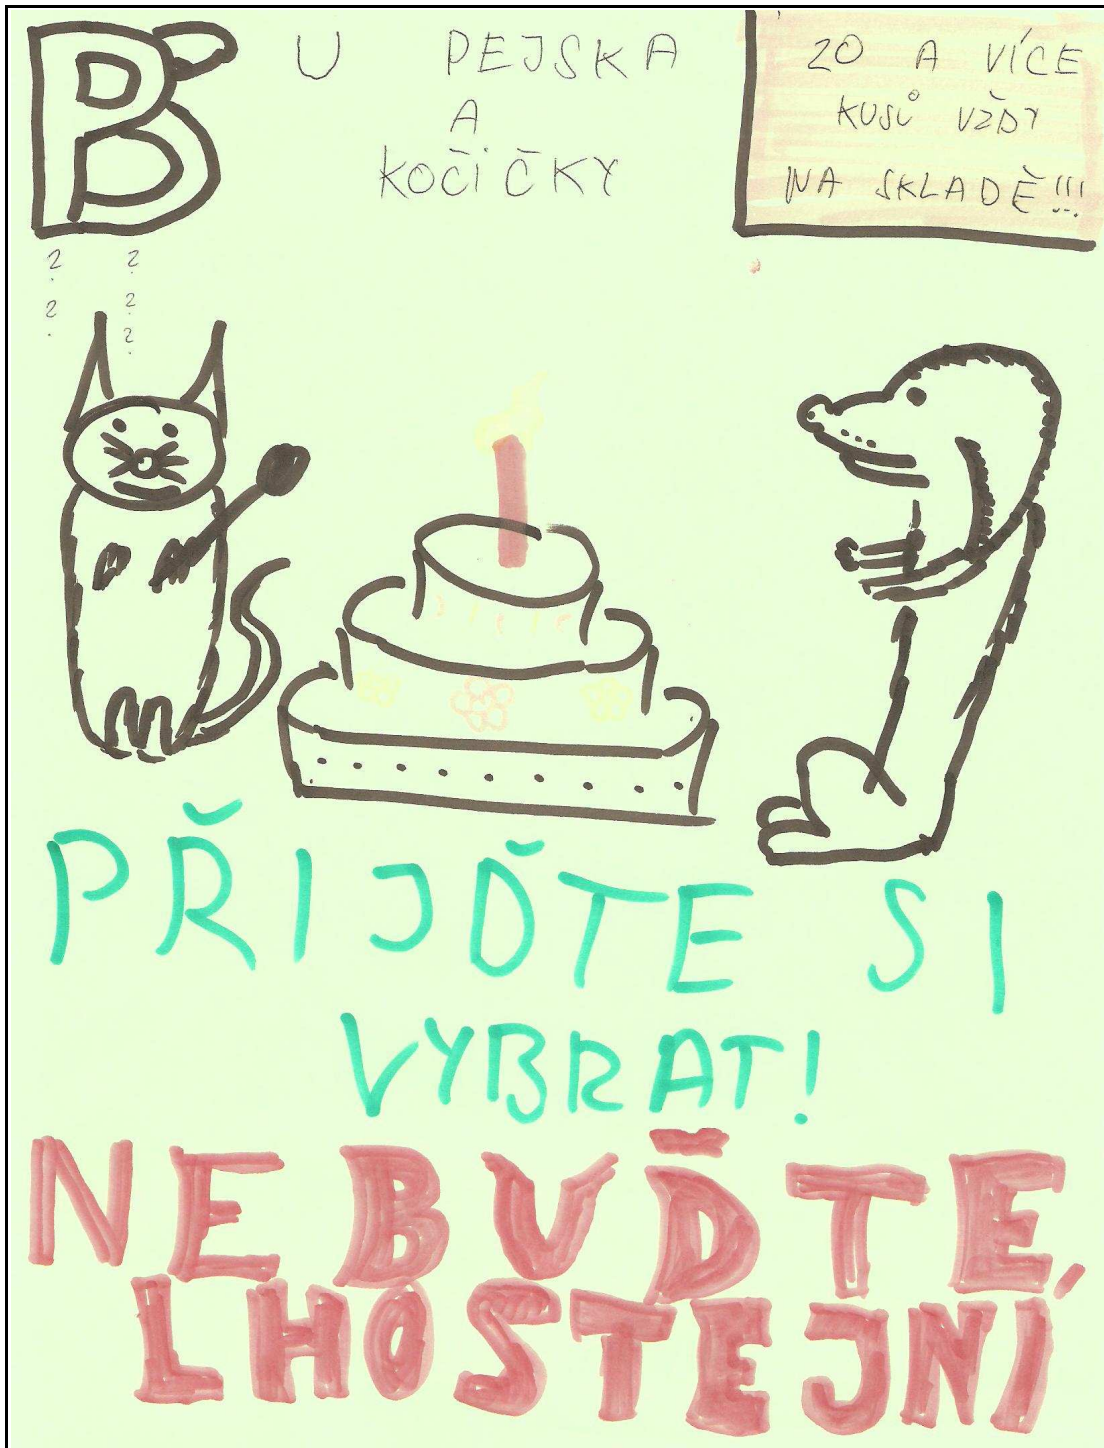 B
U PEJSKA
A
KOČIČKY
20 A VÍCE
KUSŮ VŽDY
NA SKLADĚ!!!
? ?
? ?
?
PŘIJĎTE SI
VYBRAT!
NEBUĎTE
LHOSTEJNÍ